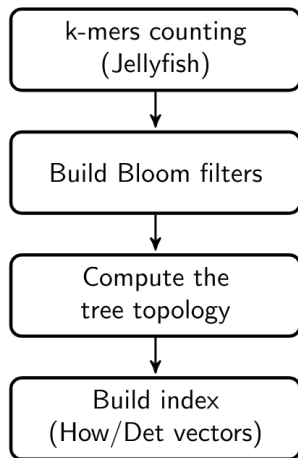 k-mers counting
(Jellyfish)
Build Bloom filters
Compute the
tree topology
Build index
(How/Det vectors)